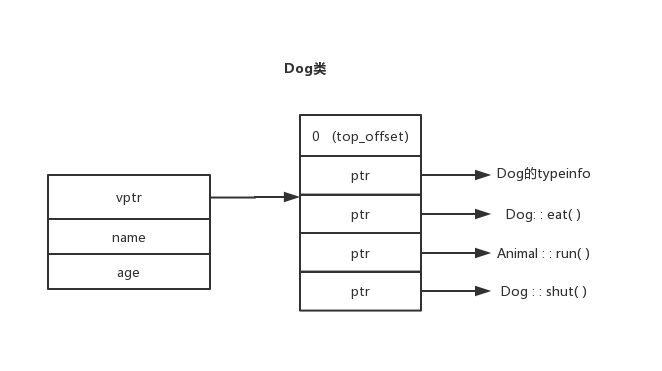 Dog类
0 (top_offset)
ptr
Dog的typeinfo
vptr
ptr
Dog: : eat( )
name
ptr
Animal : : run( )
age
ptr
Dog : : shut( )